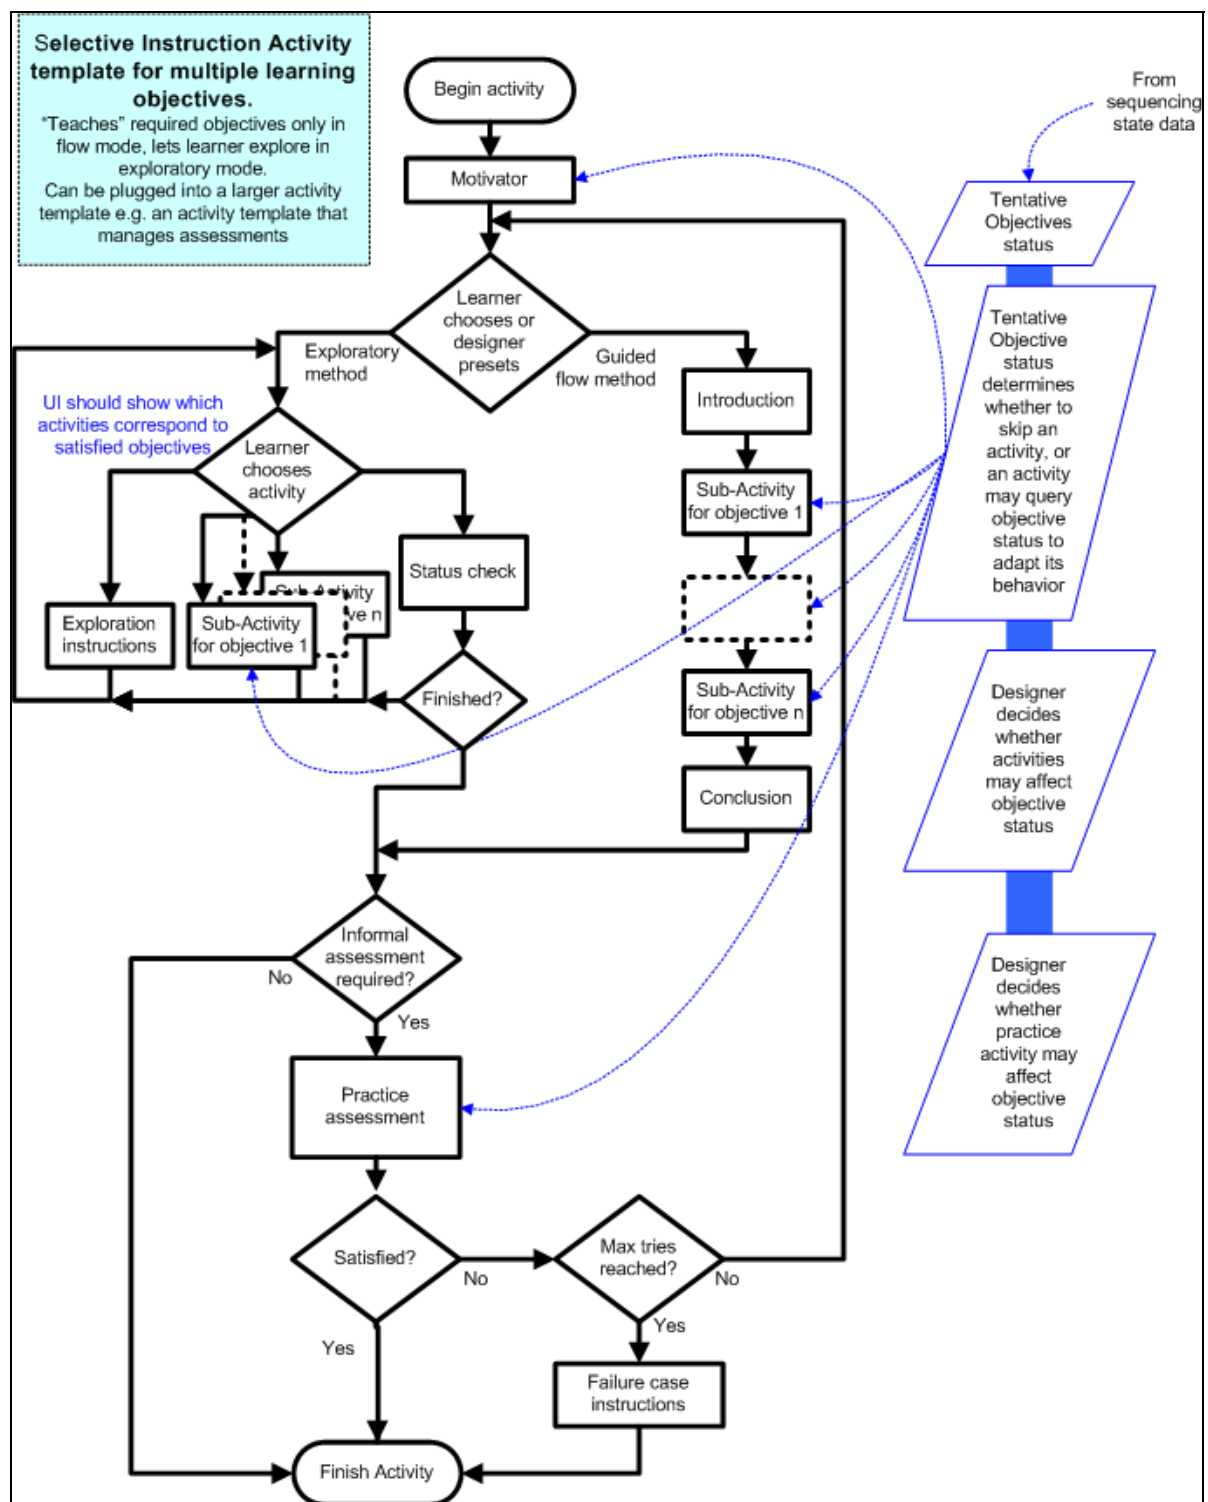 Selective Instruction Activity
template for multiple learning
objectives.
"Teaches" required objectives only in
flow mode, lets learner explore in
exploratory mode.
Can be plugged into a larger activity
template e.g. an activity template that
manages assessments
Begin activity
Motivator
From
sequencing
state data
Tentative
Objectives
status
Learner
chooses or
designer
presets
Exploratory
method
Guided
flow method
Tentative
Objective
status
determines
whether to
skip an
activity, or
an activity
may query
objective
status to
adapt its
behavior
UI should show which
activities correspond to
satisfied objectives
Learner
chooses
activity
Introduction
Sub-Activity
for objective 1
Status check
Exploration
instructions
Sub-Activity
for objective 1
Sub-Activity
ve n
Finished?
Sub-Activity
for objective n
Conclusion
Designer
decides
whether
activities
may affect
objective
status
Informal
assessment
required?
No
Yes
Practice
assessment
Designer
decides
whether
practice
activity may
affect
objective
status
Satisfied?
No
Yes
Max tries
reached?
No
Yes
Failure case
instructions
Finish Activity